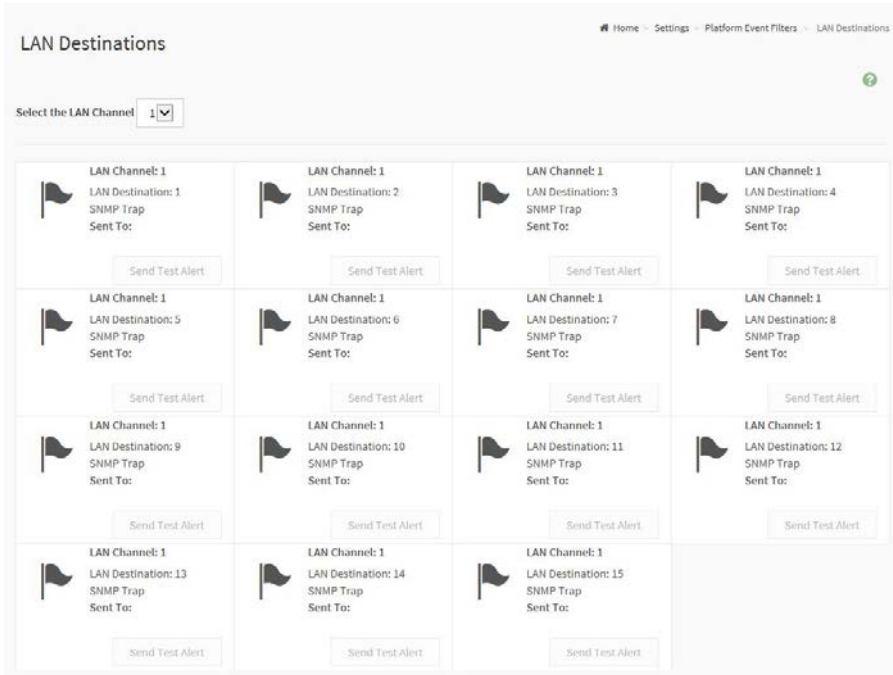 Home - Settings - Platform Event Filters - LAN Destinations
LAN Destinations
Select the LAN Channel 1
LAN Channel: 1
LAN Destination: 1
SNMP Trap
Sent To:
Send Test Alert
LAN Channel: 1
LAN Destination: 2
SNMP Trap
Sent To:
Send Test Alert
LAN Channel: 1
LAN Destination: 3
SNMP Trap
Sent To:
Send Test Alert
LAN Channel: 1
LAN Destination: 4
SNMP Trap
Sent To:
Send Test Alert
LAN Channel: 1
LAN Destination: 5
SNMP Trap
Sent To:
Send Test Alert
LAN Channel: 1
LAN Destination: 6
SNMP Trap
Sent To:
Send Test Alert
LAN Channel: 1
LAN Destination: 7
SNMP Trap
Sent To:
Send Test Alert
LAN Channel: 1
LAN Destination: 8
SNMP Trap
Sent To:
Send Test Alert
LAN Channel: 1
LAN Destination: 9
SNMP Trap
Sent To:
Send Test Alert
LAN Channel: 1
LAN Destination: 10
SNMP Trap
Sent To:
Send Test Alert
LAN Channel: 1
LAN Destination: 11
SNMP Trap
Sent To:
Send Test Alert
LAN Channel: 1
LAN Destination: 12
SNMP Trap
Sent To:
Send Test Alert
LAN Channel: 1
LAN Destination: 13
SNMP Trap
Sent To:
Send Test Alert
LAN Channel: 1
LAN Destination: 14
SNMP Trap
Sent To:
Send Test Alert
LAN Channel: 1
LAN Destination: 15
SNMP Trap
Sent To:
Send Test Alert